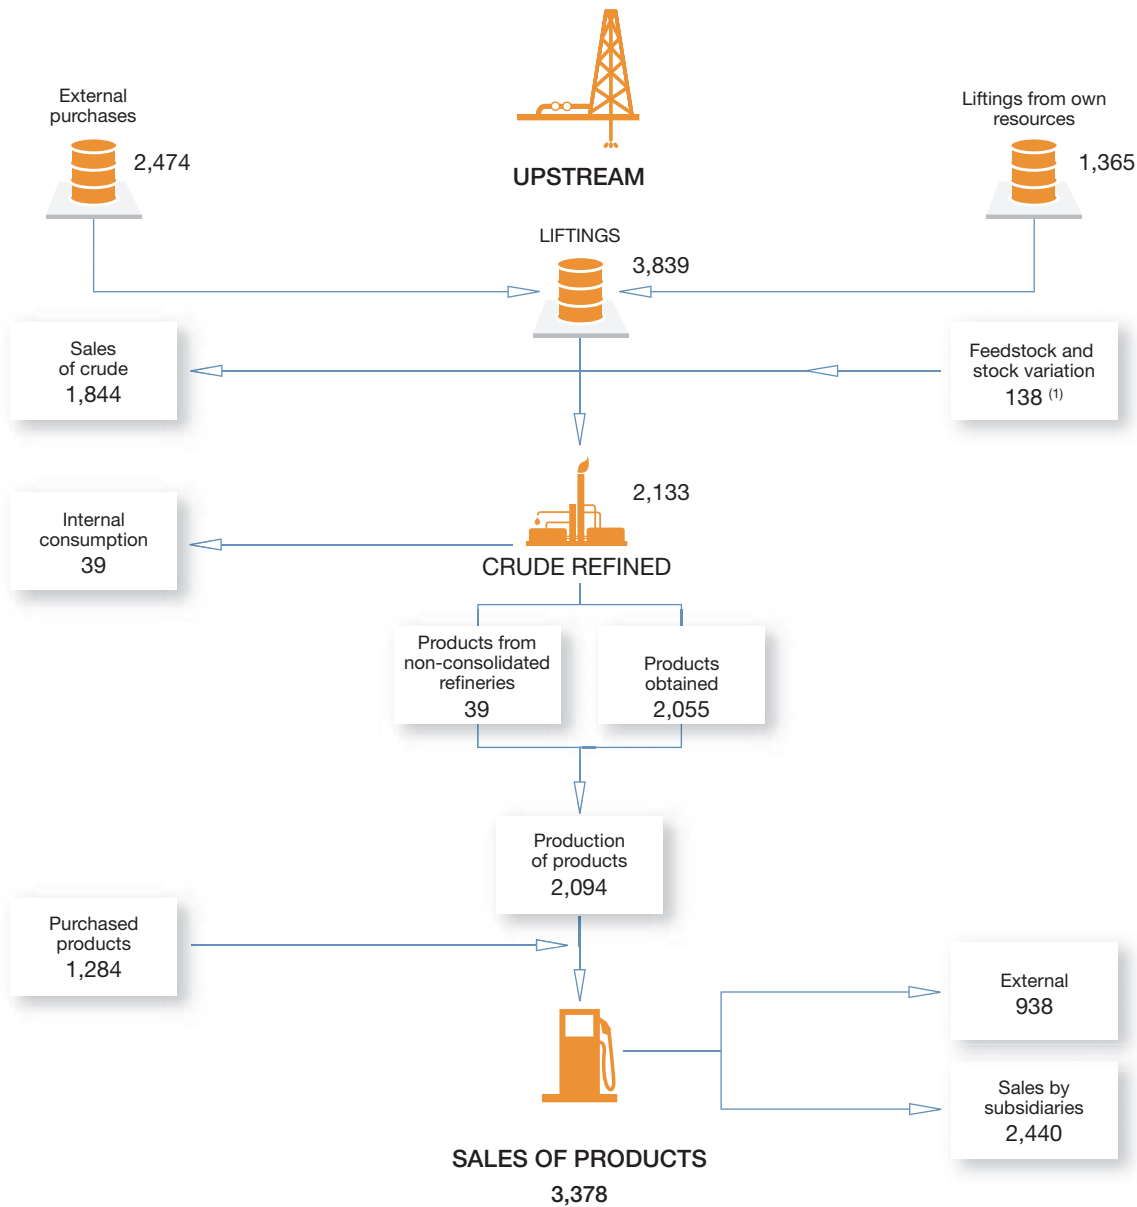 External
purchases
2,474
UPSTREAM
Liftings from own
resources
1,365
LIFTINGS
3,839
Sales
of crude
1,844
Feedstock and
stock variation
138 (1)
2,133
CRUDE REFINED
Internal
consumption
39
Products from
non-consolidated
refineries
39
Products
obtained
2,055
Production
of products
2,094
Purchased
products
1,284
External
938
Sales by
subsidiaries
2,440
SALES OF PRODUCTS
3,378